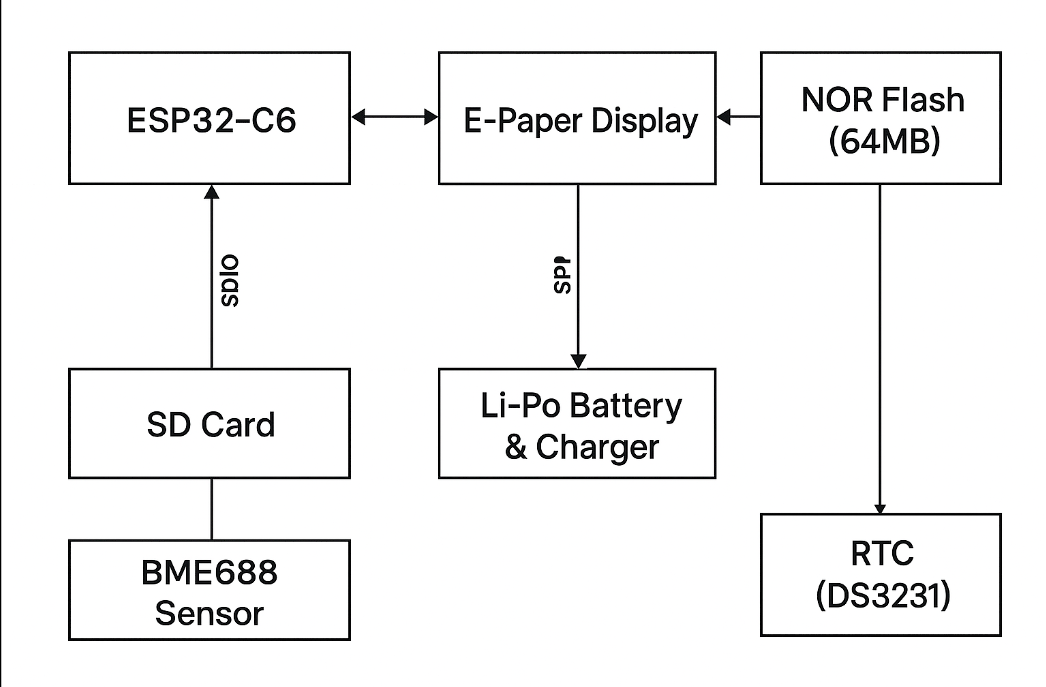 ESP32-C6
E-Paper Display
NOR Flash
(64MB)
SDIO
SPI
SD Card
Li-Po Battery
& Charger
RTC
(DS3231)
BME688
Sensor